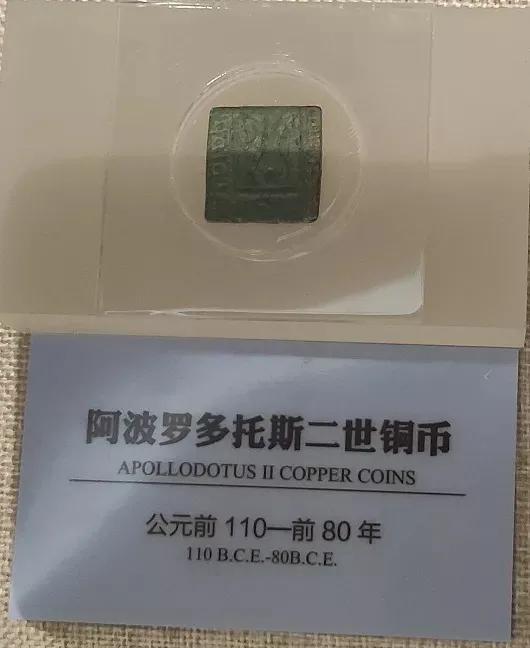 阿波罗多托斯二世铜币
APOLLODOTUS II COPPER COINS
公元前 110—前 80 年
110 B.C.E.-80B.C.E.